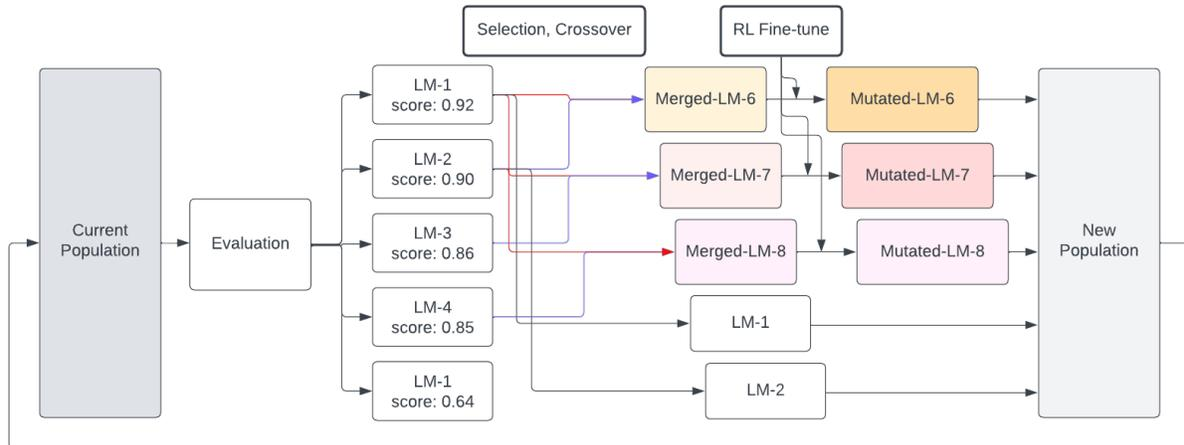 Selection, Crossover
RL Fine-tune
Current
Population
Evaluation
LM-1
score: 0.92
LM-2
score: 0.90
LM-3
score: 0.86
LM-4
score: 0.85
LM-1
score: 0.64
Merged-LM-6
Mutated-LM-6
Merged-LM-7
Mutated-LM-7
Merged-LM-8
Mutated-LM-8
LM-1
LM-2
New
Population